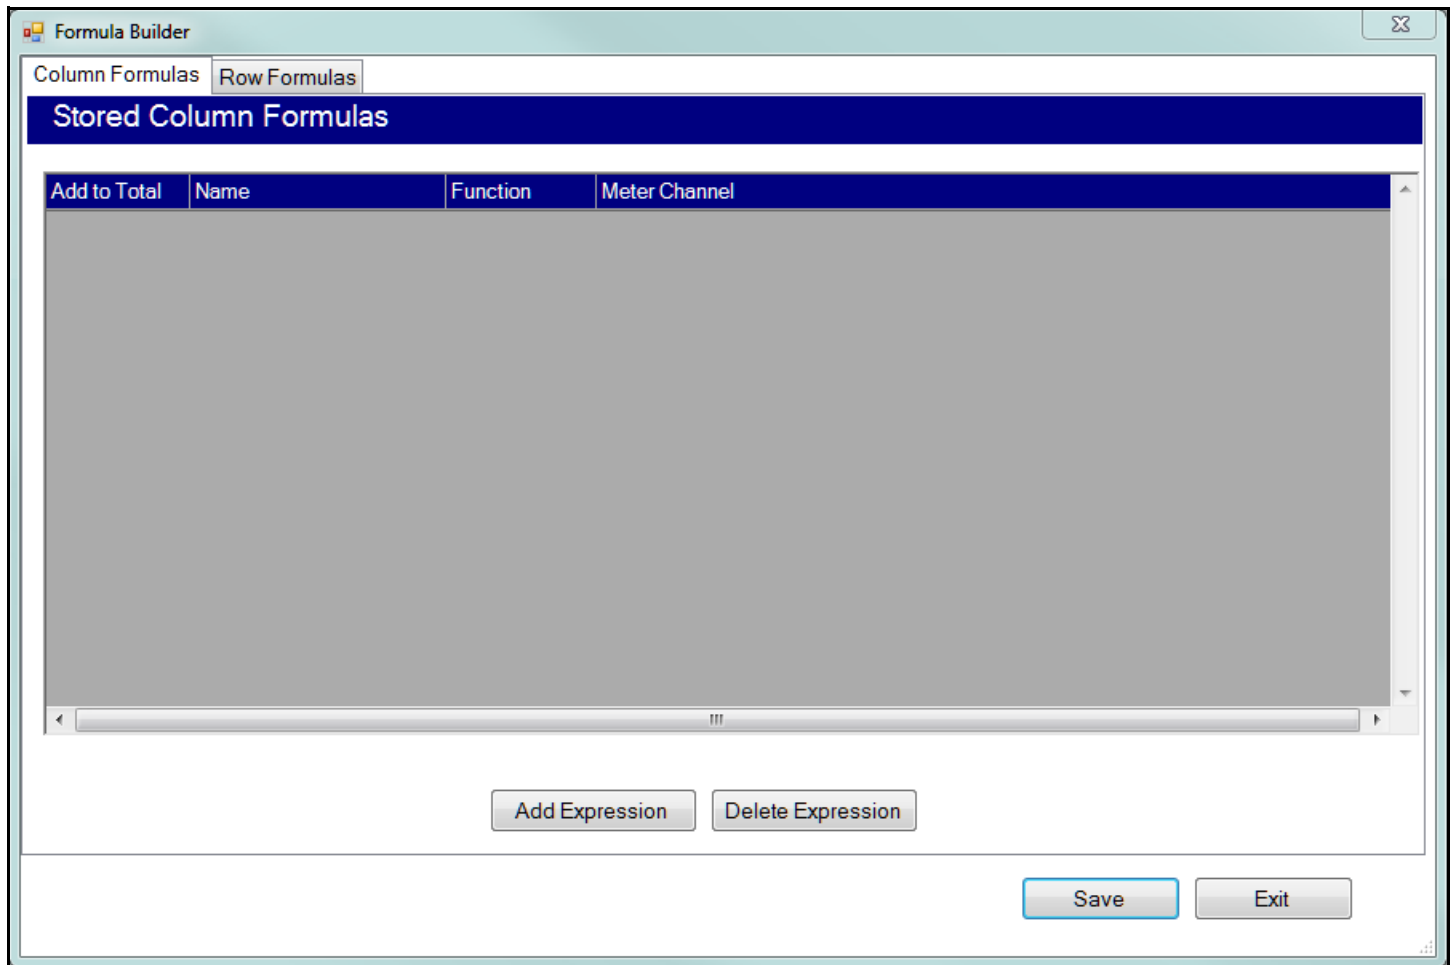 Formula Builder
Column Formulas Row Formulas
Stored Column Formulas
Add to Total Name Function Meter Channel
Add Expression Delete Expression
Save Exit